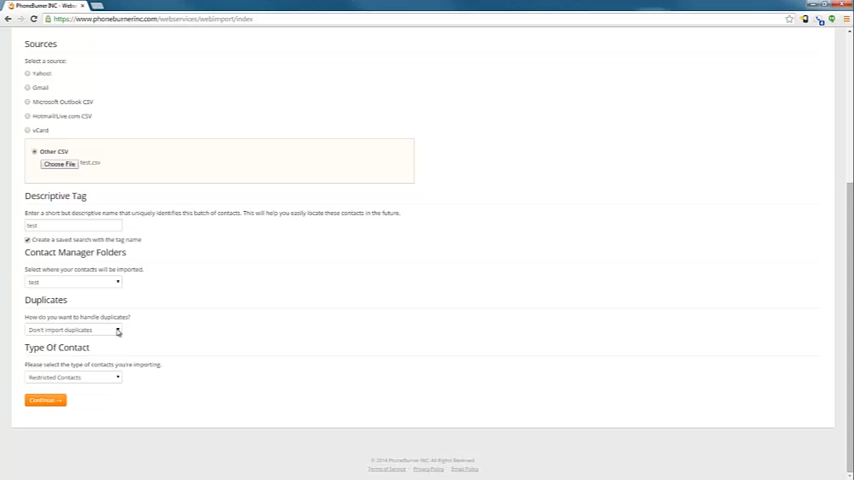 PhoneBurner INC - Web-
https://www.phoneburnerinc.com/webservices/webimport/index
Sources
Select a source:
Yahoo!
Gmail
Microsoft Outlook CSV
Hotmail/Live.com CSV
vCard
Other CSV
Choose File test.csv
Descriptive Tag
Enter a short but descriptive name that uniquely identifies this batch of contacts. This will help you easily locate these contacts in the future.
test
Create a saved search with the tag name
Contact Manager Folders
Select where your contacts will be imported.
test
Duplicates
How do you want to handle duplicates?
Don't import duplicates
Type Of Contact
Please select the type of contacts you're importing.
Restricted Contacts
Continue →
© 2014 PhoneBurner INC. All Rights Reserved.
Terms of Service Privacy Policy Email Policy